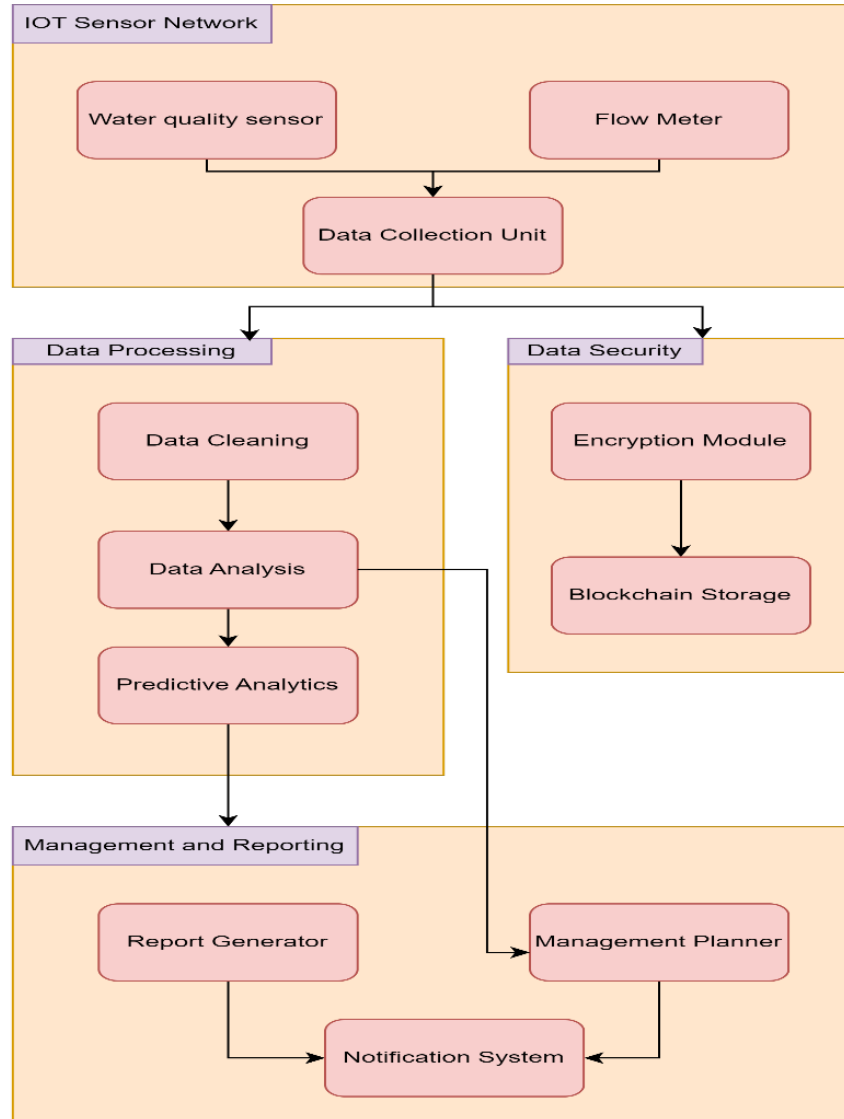 IOT Sensor Network
Water quality sensor
Flow Meter
Data Collection Unit
Data Processing
Data Security
Data Cleaning
Encryption Module
Data Analysis
Blockchain Storage
Predictive Analytics
Management and Reporting
Report Generator
Management Planner
Notification System